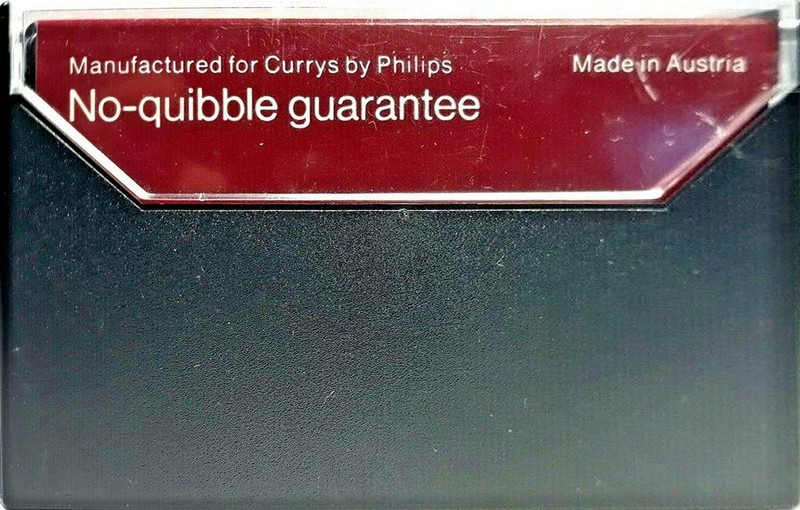 Manufactured for Currys by Philips Made in Austria
No-quibble guarantee